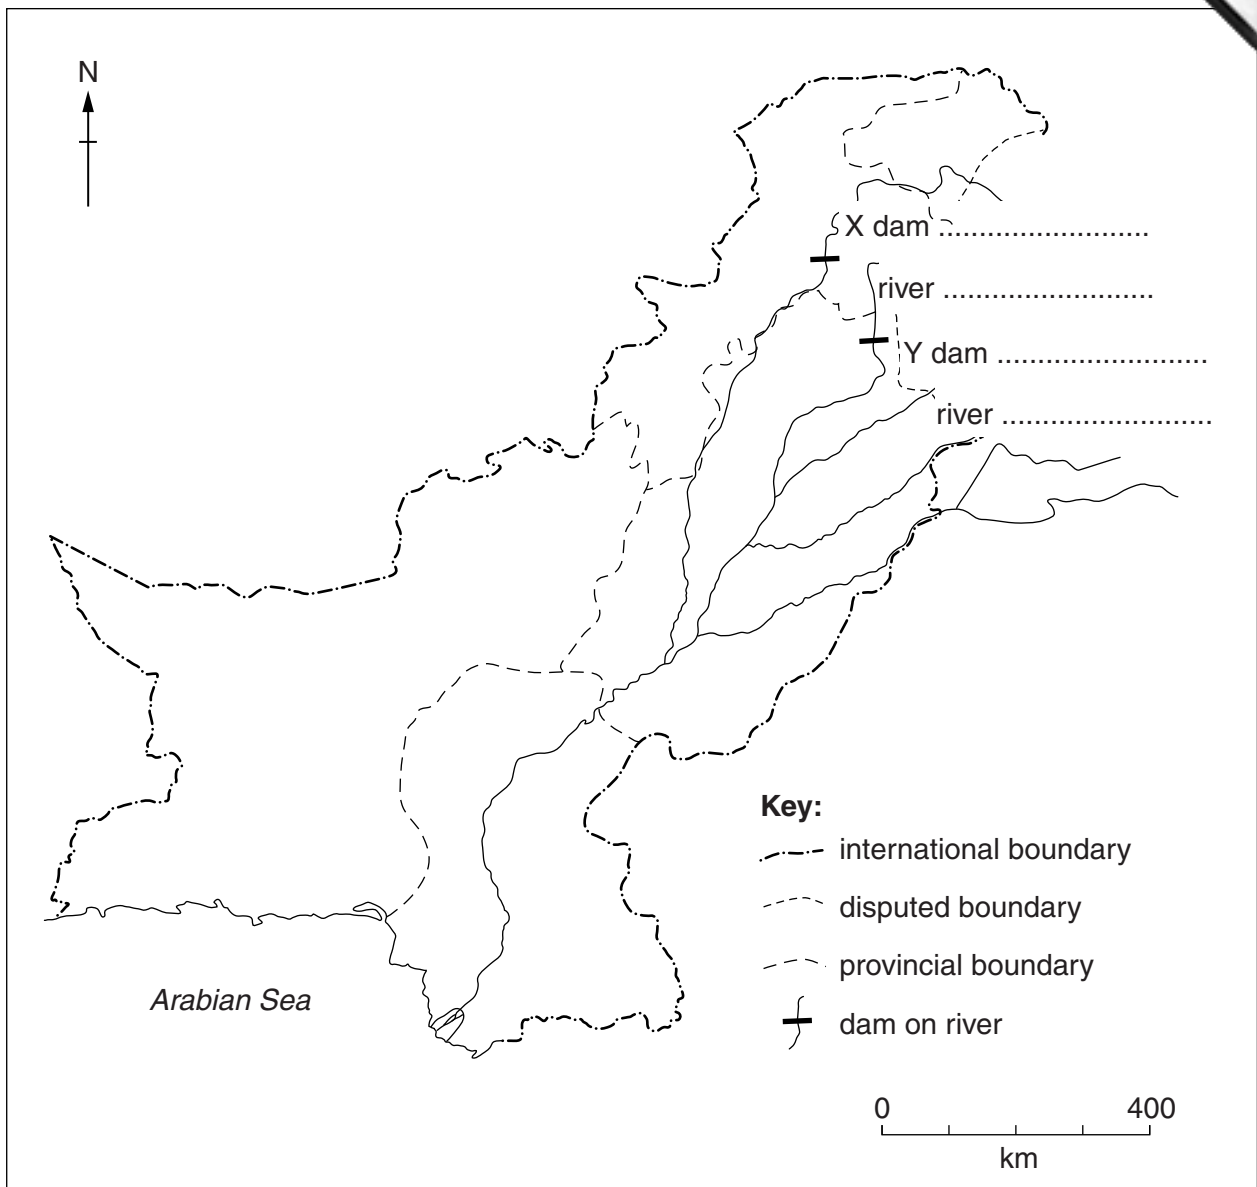 N
X dam ..........................
river ..........................
Y dam ..........................
river ..........................
Key:
international boundary
disputed boundary
provincial boundary
Arabian Sea
dam on river
0 400
km